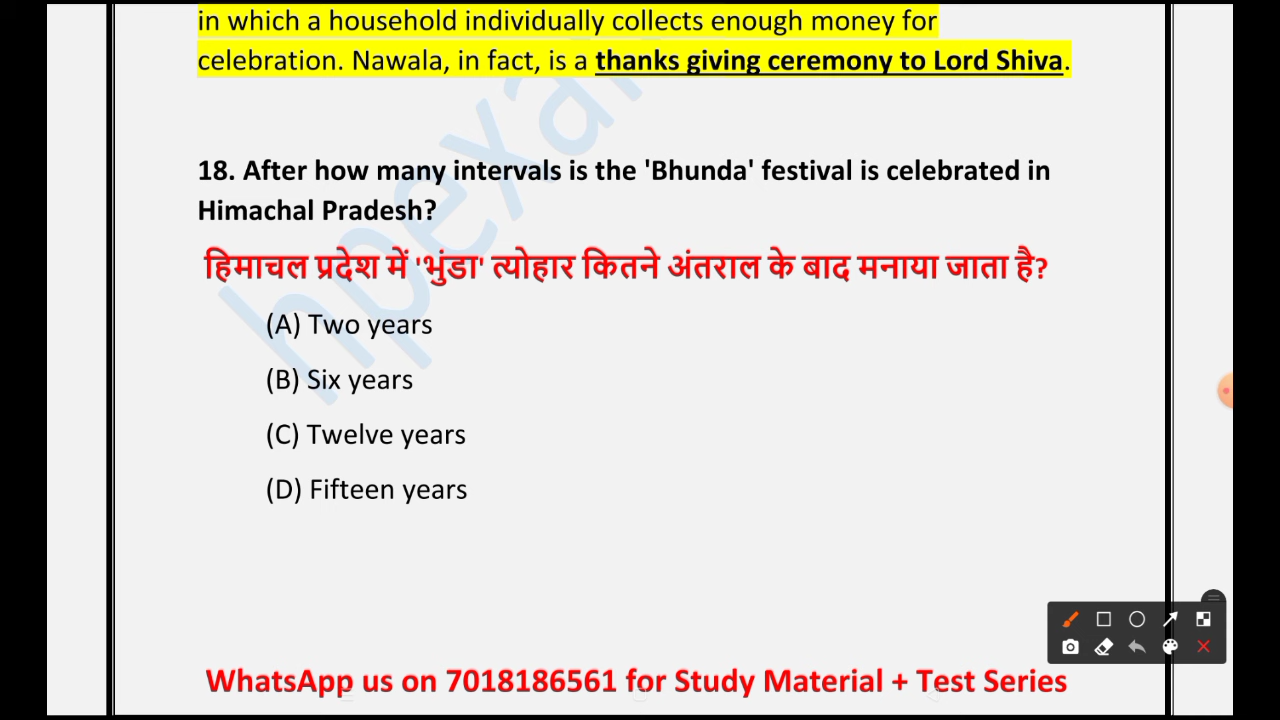 in which a household individually collects enough money for
celebration. Nawala, in fact, is a thanks giving ceremony to Lord Shiva.
18. After how many intervals is the 'Bhunda' festival is celebrated in
Himachal Pradesh?
हिमाचल प्रदेश में 'भुंडा' त्योहार कितने अंतराल के बाद मनाया जाता है?
(A) Two years
(B) Six years
(C) Twelve years
(D) Fifteen years
WhatsApp us on 7018186561 for Study Material + Test Series